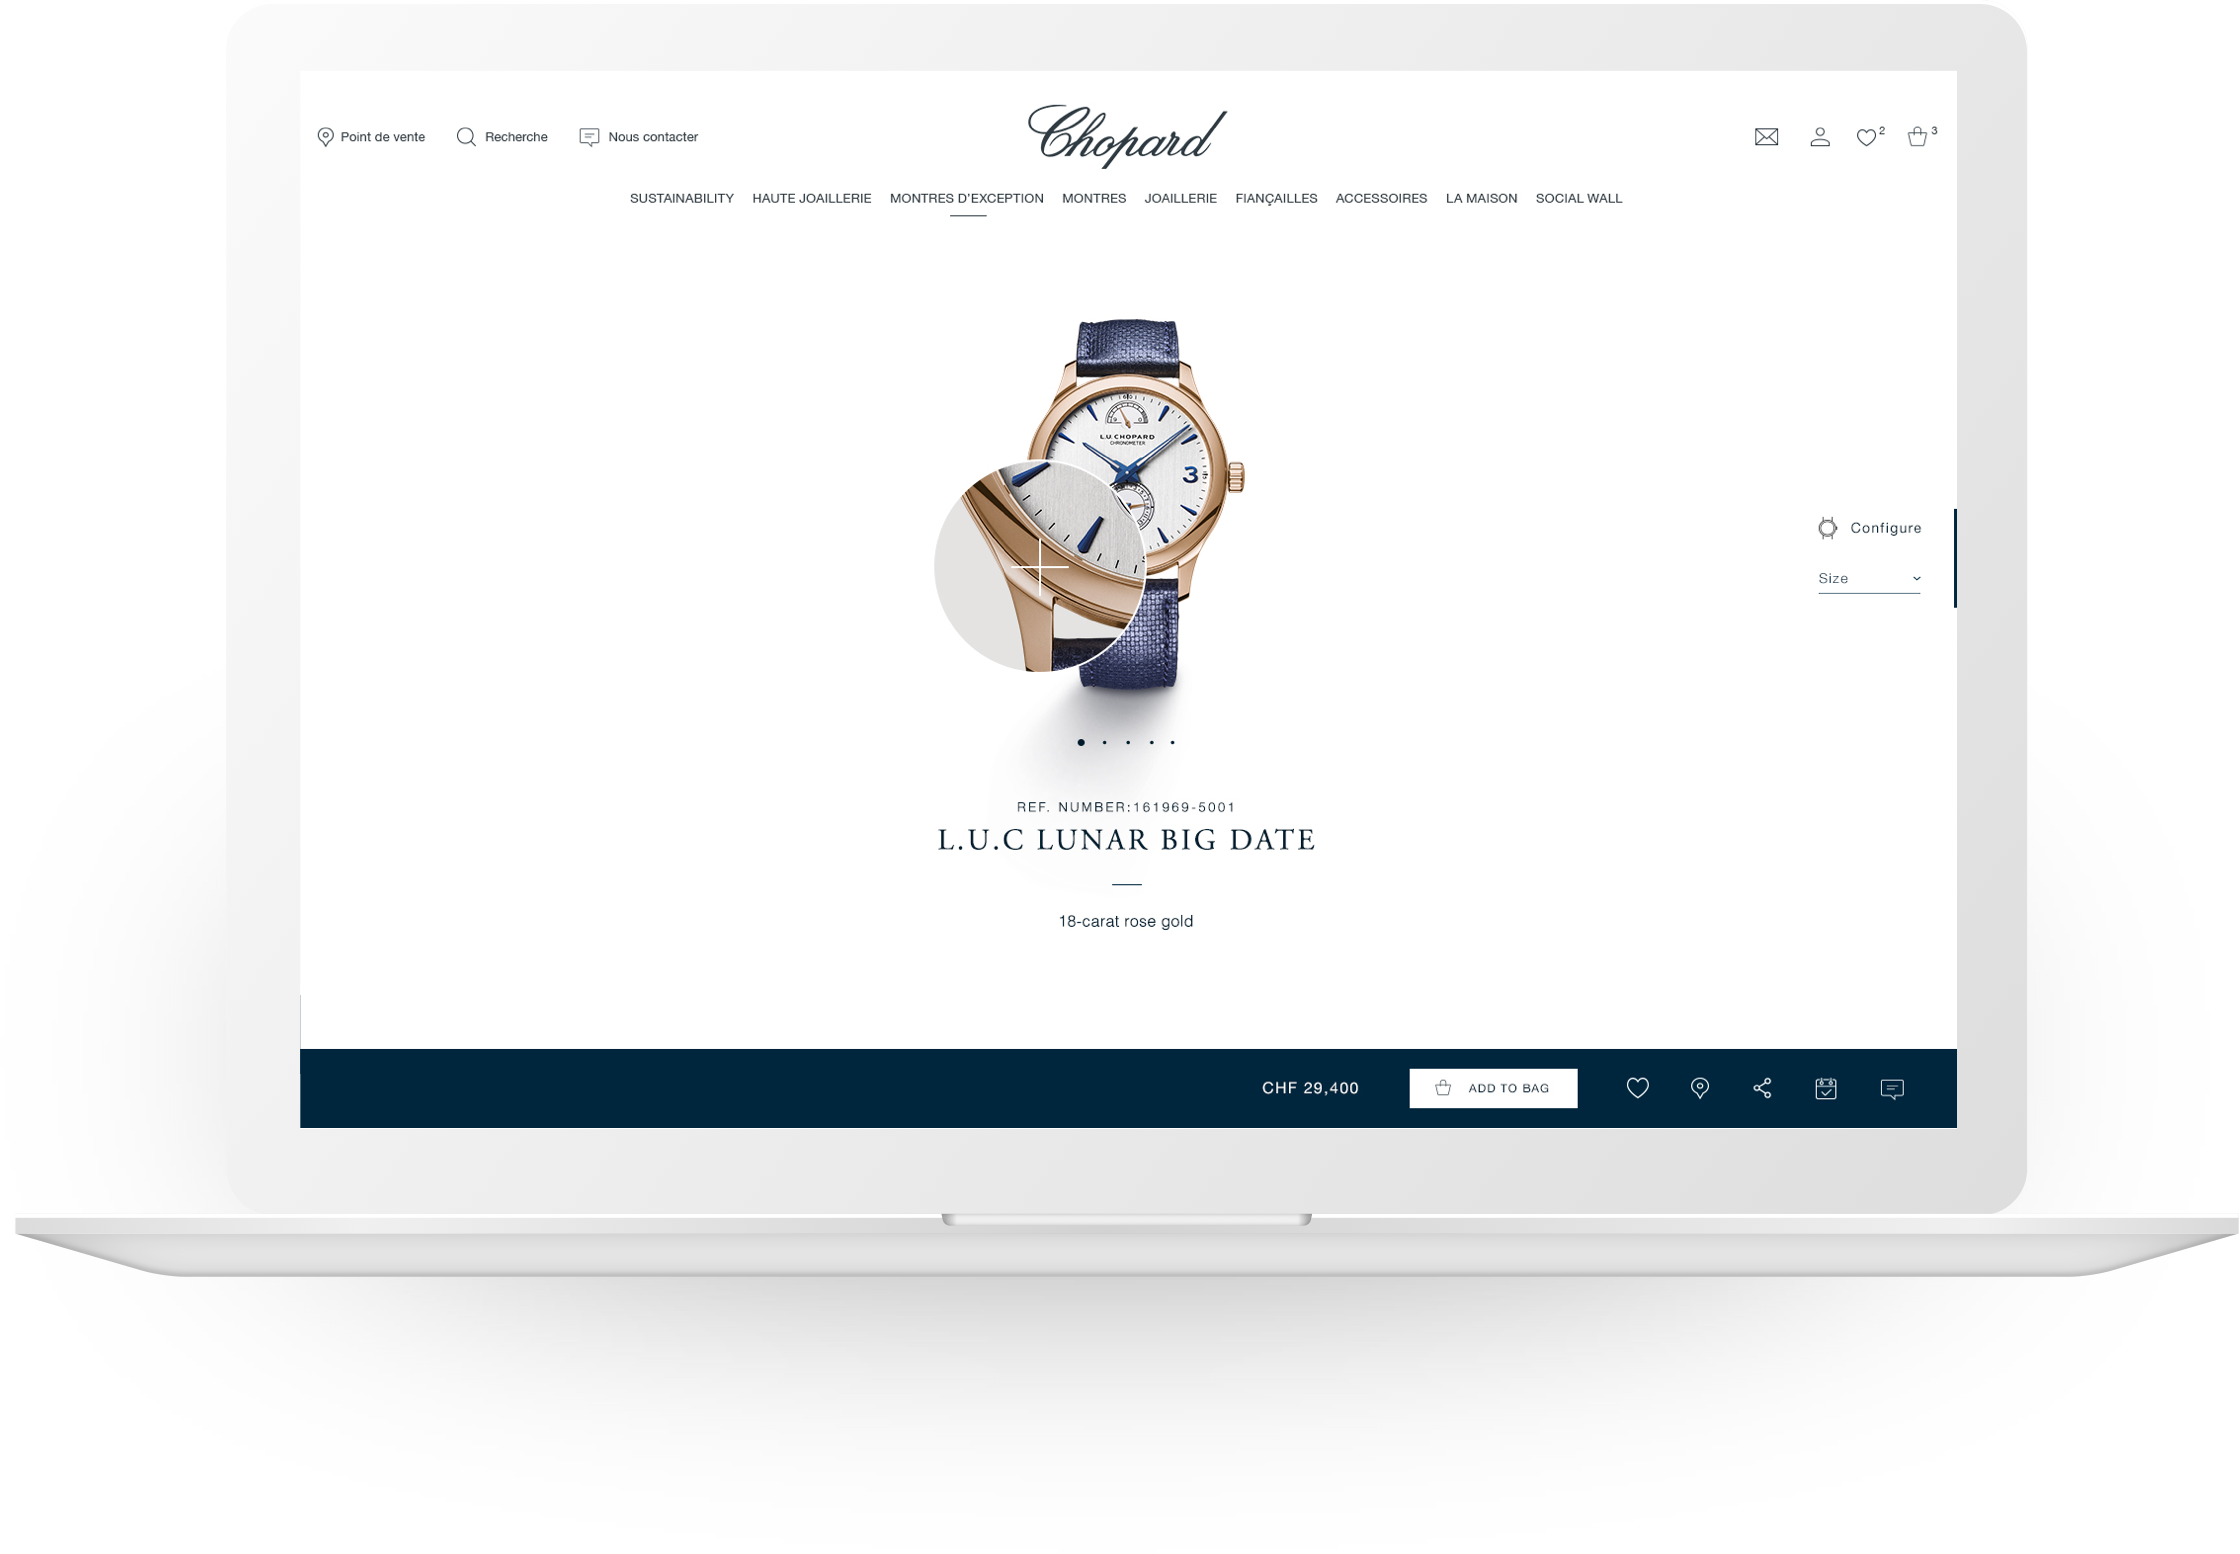 Point de vente Recherche Nous contacter
Chopard
2 3
SUSTAINABILITY HAUTE JOAILLERIE MONTRES D'EXCEPTION MONTRES JOAILLERIE FIANÇAILLES ACCESSOIRES LA MAISON SOCIAL WALL
L.U.CHOPARD
CHRONOMETER
3
Configure
Size
REF. NUMBER:161969-5001
L.U.C LUNAR BIG DATE
18-carat rose gold
CHF 29,400 ADD TO BAG